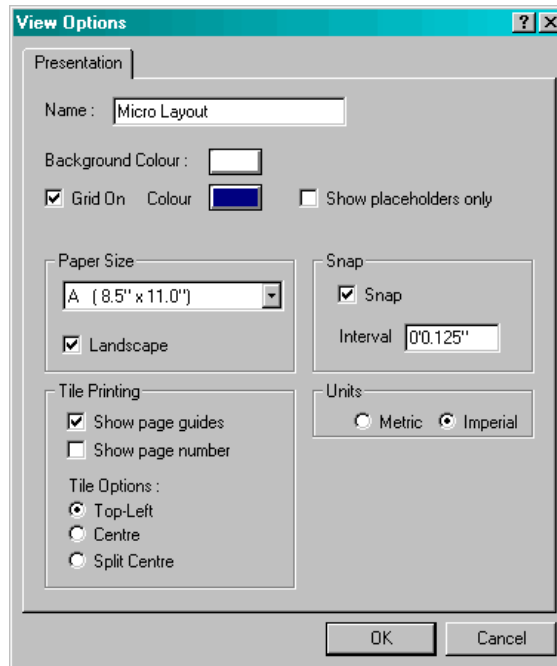 View Options
Presentation
Name : Micro Layout
Background Colour :
Grid On Colour Show placeholders only
Paper Size
A ( 8.5" x 11.0")
Landscape
Snap
Snap
Interval 0'0.125"
Tile Printing
Show page guides
Show page number
Tile Options :
Top-Left
Centre
Split Centre
Units
Metric Imperial
OK Cancel